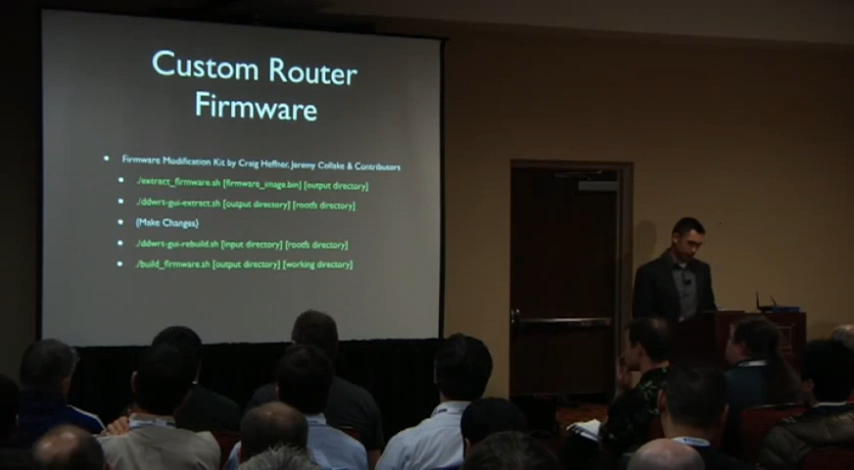 Custom Router
Firmware
Firmware Modification Kit by Craig Heffner, Jeremy Collake & Contributors
./extract_firmware.sh [firmware_image.bin] [output directory]
./ddwrt-gui-extract.sh [output directory] [rootfs directory]
(Make Changes)
./ddwrt-gui-rebuild.sh [input directory] [rootfs directory]
./build_firmware.sh [output directory] [working directory]